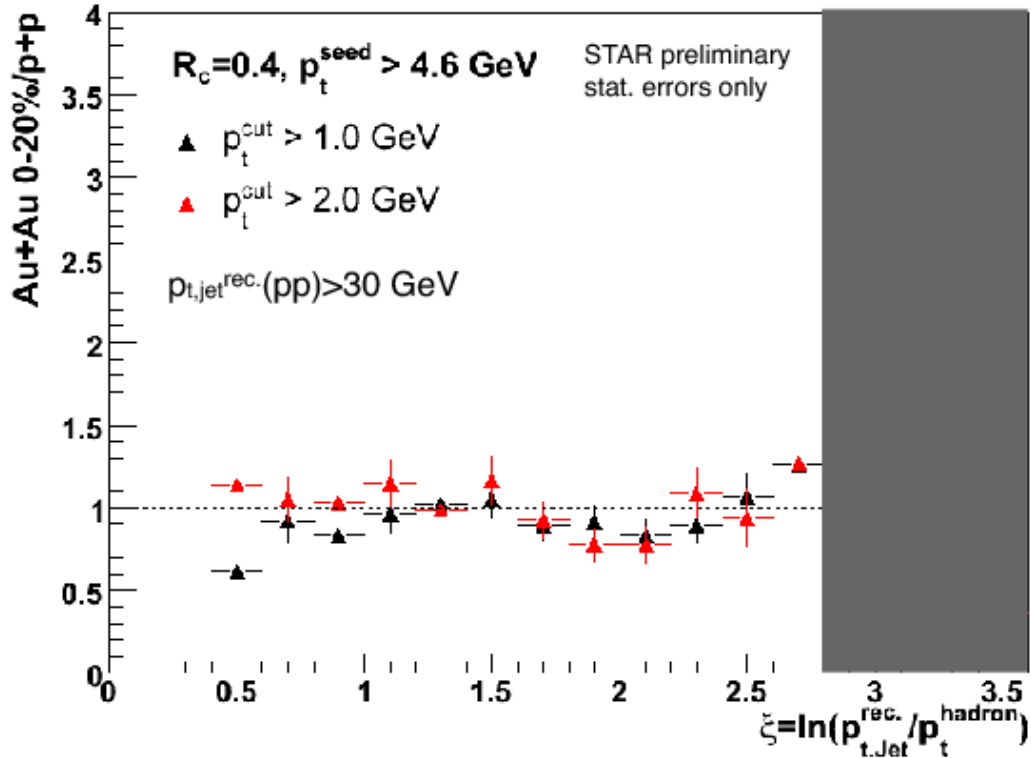 Au+Au 0-20%/p+p
4
3.5
3
2.5
2
1.5
1
0.5
0
R_c=0.4, p_t^seed > 4.6 GeV
STAR preliminary
stat. errors only
p_t^cut > 1.0 GeV
p_t^cut > 2.0 GeV
p_t,jet^rec.(pp)>30 GeV
0 0.5 1 1.5 2 2.5 3 3.5
ξ=ln(p_t,Jet^rec./p_t^hadron)